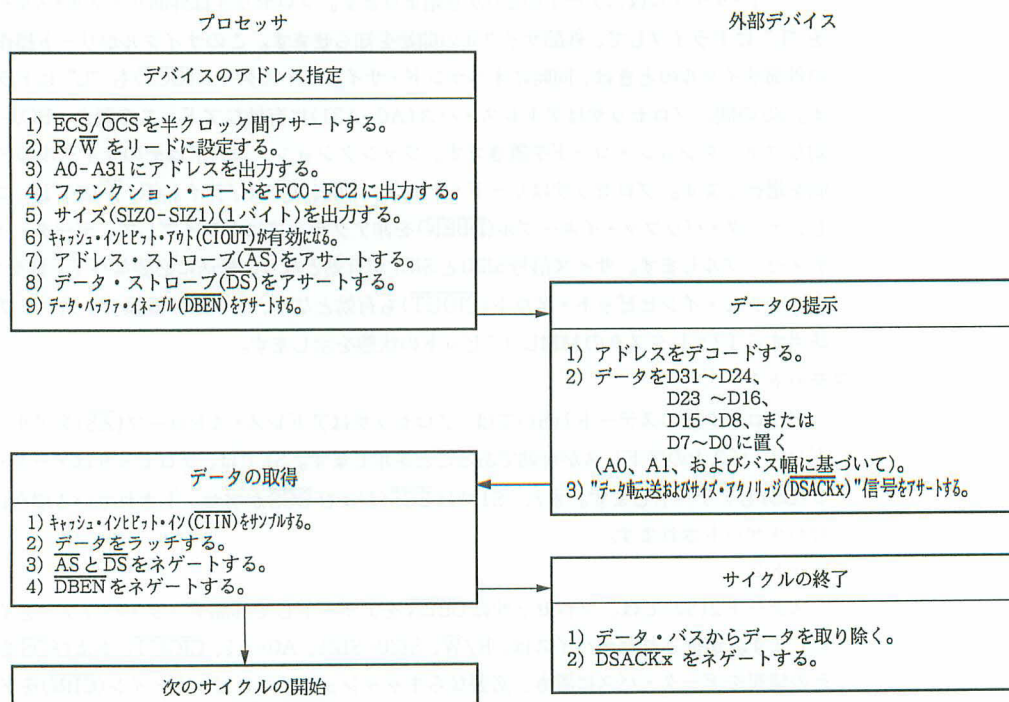 プロセッサ
外部デバイス
デバイスのアドレス指定
1) ECS/OCSを半クロック間アサートする。
2) R/W をリードに設定する。
3) A0-A31にアドレスを出力する。
4) ファンクション・コードをFC0-FC2に出力する。
5) サイズ(SIZ0-SIZ1)(1バイト)を出力する。
6) キャッシュ・インヒビット・アウト(CIOUT)が有効になる。
7) アドレス・ストローブ(AS)をアサートする。
8) データ・ストローブ(DS)をアサートする。
9) データ・バッファ・イネーブル(DBEN)をアサートする。
データの提示
1) アドレスをデコードする。
2) データをD31～D24、
D23 ～D16、
D15～D8、または
D7～D0に置く
(A0、A1、およびバス幅に基づいて)。
3) "データ転送およびサイズ・アクノリッジ(DSACKx)"信号をアサートする。
データの取得
1) キャッシュ・インヒビット・イン(CIIN)をサンプルする。
2) データをラッチする。
3) ASとDSをネゲートする。
4) DBENをネゲートする。
サイクルの終了
1) データ・バスからデータを取り除く。
2) DSACKx をネゲートする。
次のサイクルの開始